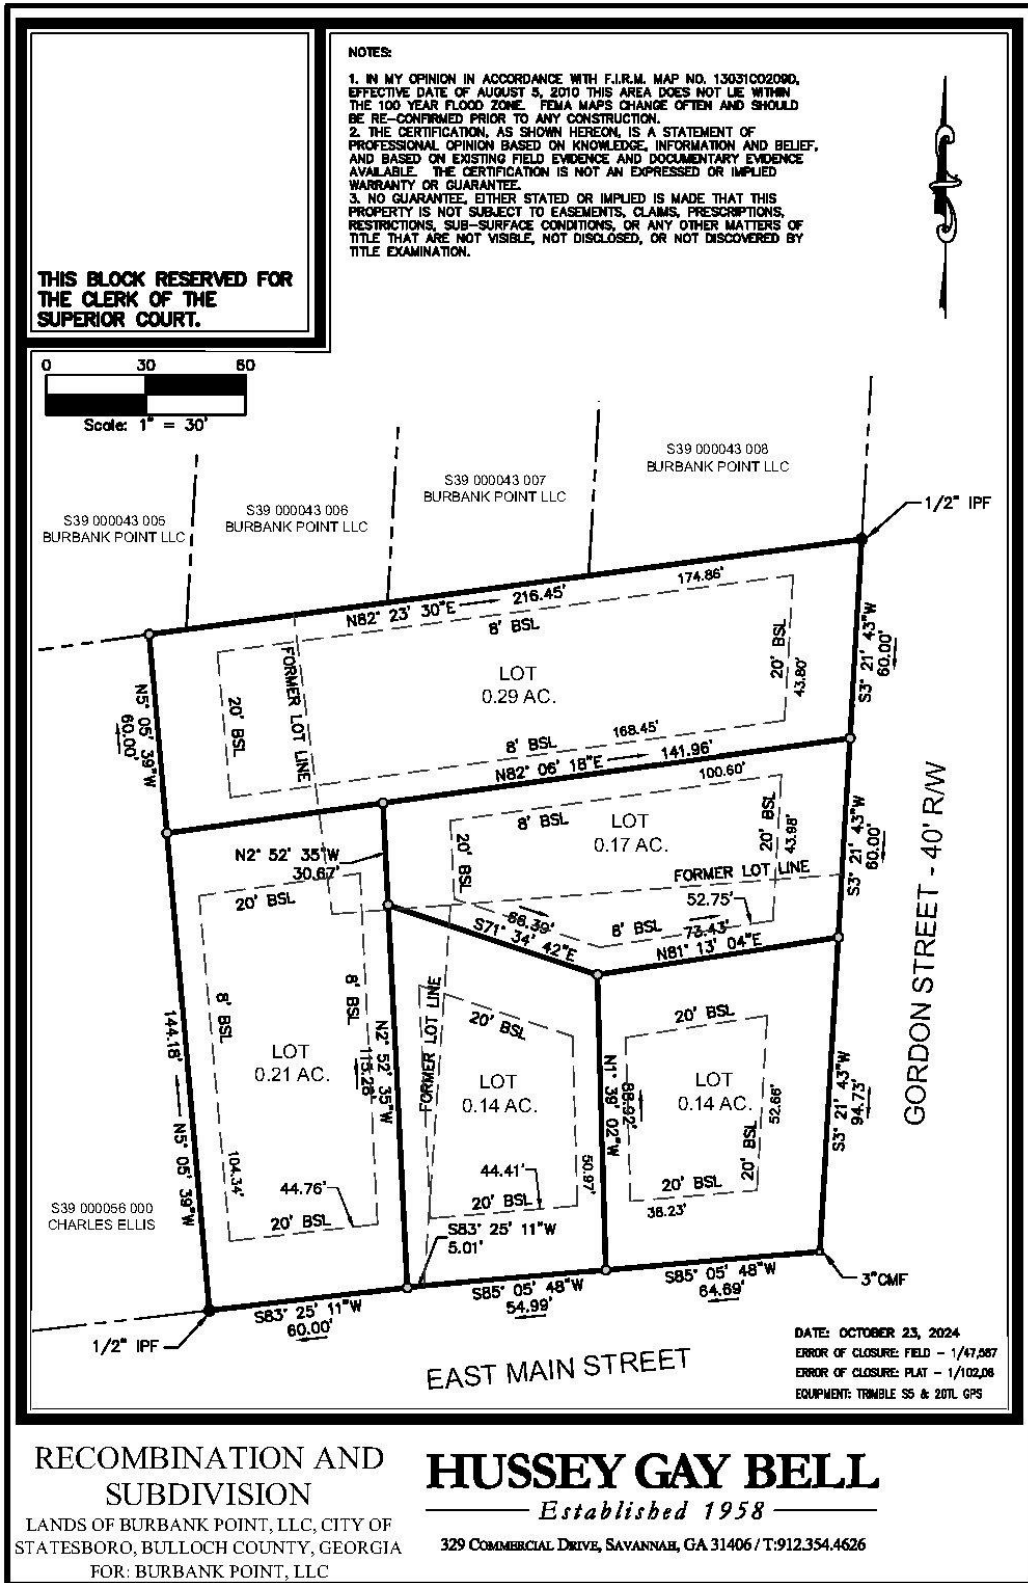 THIS BLOCK RESERVED FOR
THE CLERK OF THE
SUPERIOR COURT.
NOTES:
1. IN MY OPINION IN ACCORDANCE WITH F.I.R.M. MAP NO. 13031C0209D,
EFFECTIVE DATE OF AUGUST 5, 2010 THIS AREA DOES NOT LIE WITHIN
THE 100 YEAR FLOOD ZONE. FEMA MAPS CHANGE OFTEN AND SHOULD
BE RE-CONFIRMED PRIOR TO ANY CONSTRUCTION.
2. THE CERTIFICATION, AS SHOWN HEREON, IS A STATEMENT OF
PROFESSIONAL OPINION BASED ON KNOWLEDGE, INFORMATION AND BELIEF,
AND BASED ON EXISTING FIELD EVIDENCE AND DOCUMENTARY EVIDENCE
AVAILABLE. THE CERTIFICATION IS NOT AN EXPRESSED OR IMPLIED
WARRANTY OR GUARANTEE.
3. NO GUARANTEE, EITHER STATED OR IMPLIED IS MADE THAT THIS
PROPERTY IS NOT SUBJECT TO EASEMENTS, CLAIMS, PRESCRIPTIONS,
RESTRICTIONS, SUB-SURFACE CONDITIONS, OR ANY OTHER MATTERS OF
TITLE THAT ARE NOT VISIBLE, NOT DISCLOSED, OR NOT DISCOVERED BY
TITLE EXAMINATION.
0 30 60
Scale: 1" = 30'
S39 000043 005
BURBANK POINT LLC
S39 000043 006
BURBANK POINT LLC
S39 000043 007
BURBANK POINT LLC
S39 000043 008
BURBANK POINT LLC
1/2" IPF
N82° 23' 30"E
216.45'
174.86'
8' BSL
LOT
0.29 AC.
20' BSL
43.80'
S3° 21' 43"W
60.00'
FORMER LOT LINE
20' BSL
N5° 05' 39"W
60.00'
8' BSL
168.45'
N82° 06' 18"E
141.96'
100.60'
8' BSL
LOT
0.17 AC.
20' BSL
20' BSL
43.98'
S3° 21' 43"W
60.00'
FORMER LOT LINE
N2° 52' 35"W
30.67'
20' BSL
52.75'
66.39'
S71° 34' 42"E
8' BSL
73.43'
N81° 13' 04"E
GORDON STREET - 40' R/W
8' BSL
8' BSL
LOT
0.21 AC.
144.18'
N5° 05' 39"W
104.34'
44.76'
20' BSL
N2° 52' 35"W
115.28'
FORMER LOT LINE
20' BSL
LOT
0.14 AC.
44.41'
50.97'
20' BSL
N1° 39' 02"W
88.92'
20' BSL
LOT
0.14 AC.
52.66'
20' BSL
20' BSL
38.23'
S3° 21' 43"W
94.73'
S39 000056 000
CHARLES ELLIS
S83° 25' 11"W
5.01'
1/2" IPF
S83° 25' 11"W
60.00'
S85° 05' 48"W
54.99'
S85° 05' 48"W
64.69'
3"CMF
EAST MAIN STREET
DATE: OCTOBER 23, 2024
ERROR OF CLOSURE: FIELD - 1/47,587
ERROR OF CLOSURE: PLAT - 1/102,06
EQUIPMENT: TRIMBLE S5 & 20TL GPS
RECOMBINATION AND
SUBDIVISION
LANDS OF BURBANK POINT, LLC, CITY OF
STATESBORO, BULLOCH COUNTY, GEORGIA
FOR: BURBANK POINT, LLC
HUSSEY GAY BELL
Established 1958
329 COMMERCIAL DRIVE, SAVANNAH, GA 31406 / T:912.354.4626